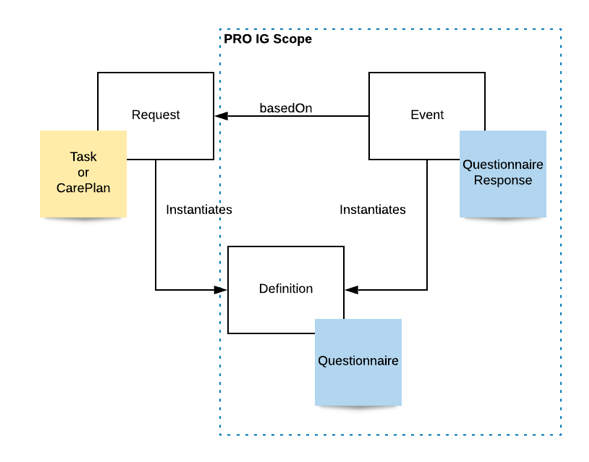 PRO IG Scope
Request
basedOn
Event
Task
or
CarePlan
Questionnaire
Response
Instantiates
Instantiates
Definition
Questionnaire